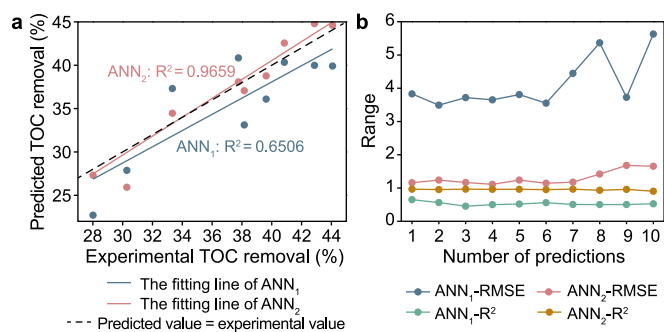 a
45
40
35
30
25
Predicted TOC removal (%)
ANN₂: R² = 0.9659
ANN₁: R² = 0.6506
28 30 32 34 36 38 40 42 44
Experimental TOC removal (%)
The fitting line of ANN₁
The fitting line of ANN₂
Predicted value = experimental value
b
6
5
4
3
2
1
0
Range
1 2 3 4 5 6 7 8 9 10
Number of predictions
ANN₁-RMSE
ANN₂-RMSE
ANN₁-R²
ANN₂-R²